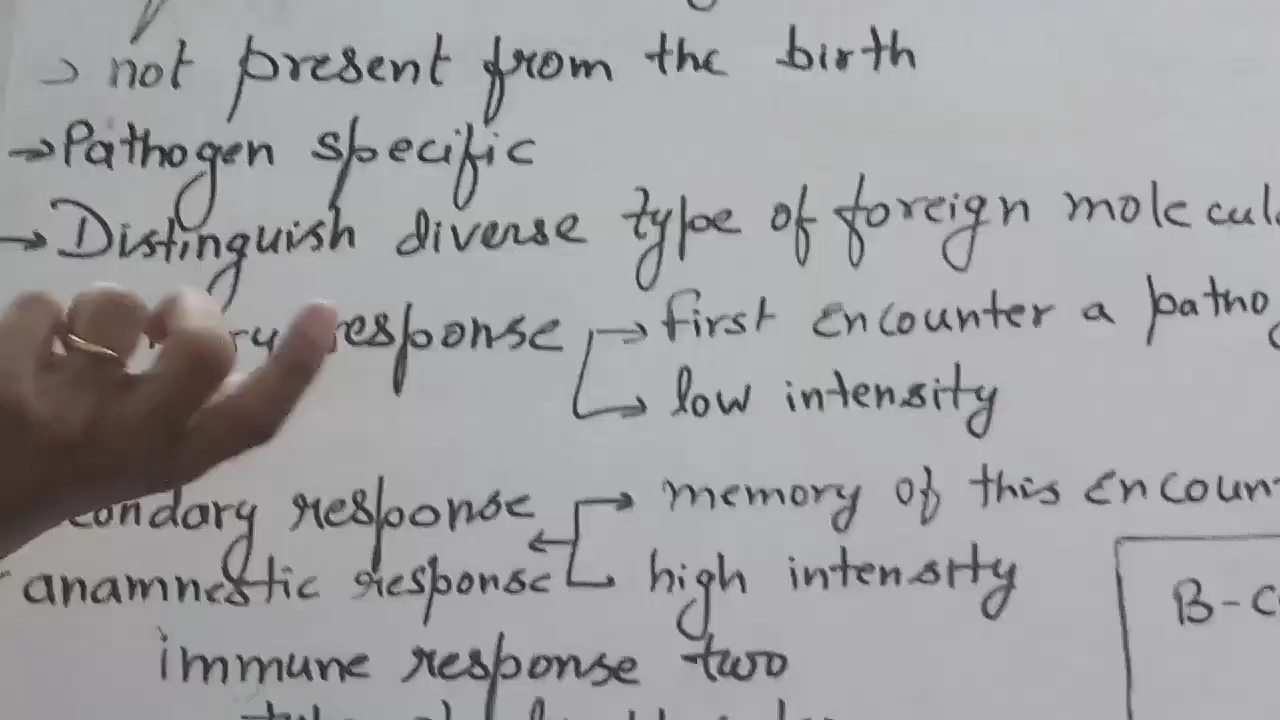 → not present from the birth
→ Pathogen specific
→ Distinguish diverse type of foreign molecul
ry response → first encounter a patho
→ low intensity
condary response → memory of this encoun
anamnestic response high intensity
immune response two
B-C